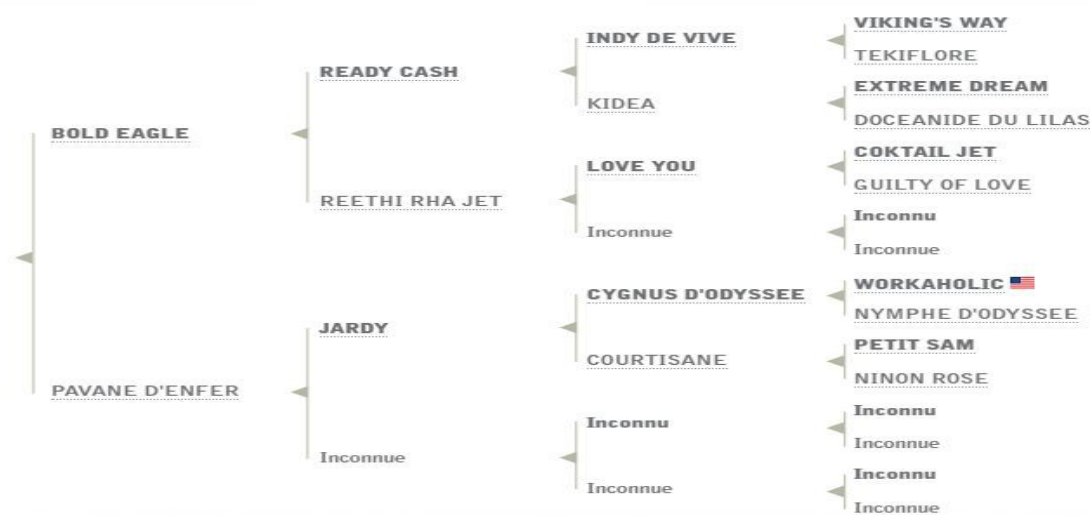 VIKING'S WAY
INDY DE VIVE
TEKIFLORE
READY CASH
EXTREME DREAM
KIDEA
DOCEANIDE DU LILAS
BOLD EAGLE
COKTAIL JET
LOVE YOU
GUILTY OF LOVE
REETHI RHA JET
Inconnu
Inconnue
Inconnue
WORKAHOLIC
CYGNUS D'ODYSSEE
NYMPHE D'ODYSSEE
JARDY
PETIT SAM
COURTISANE
NINON ROSE
PAVANE D'ENFER
Inconnu
Inconnu
Inconnue
Inconnue
Inconnu
Inconnue
Inconnue